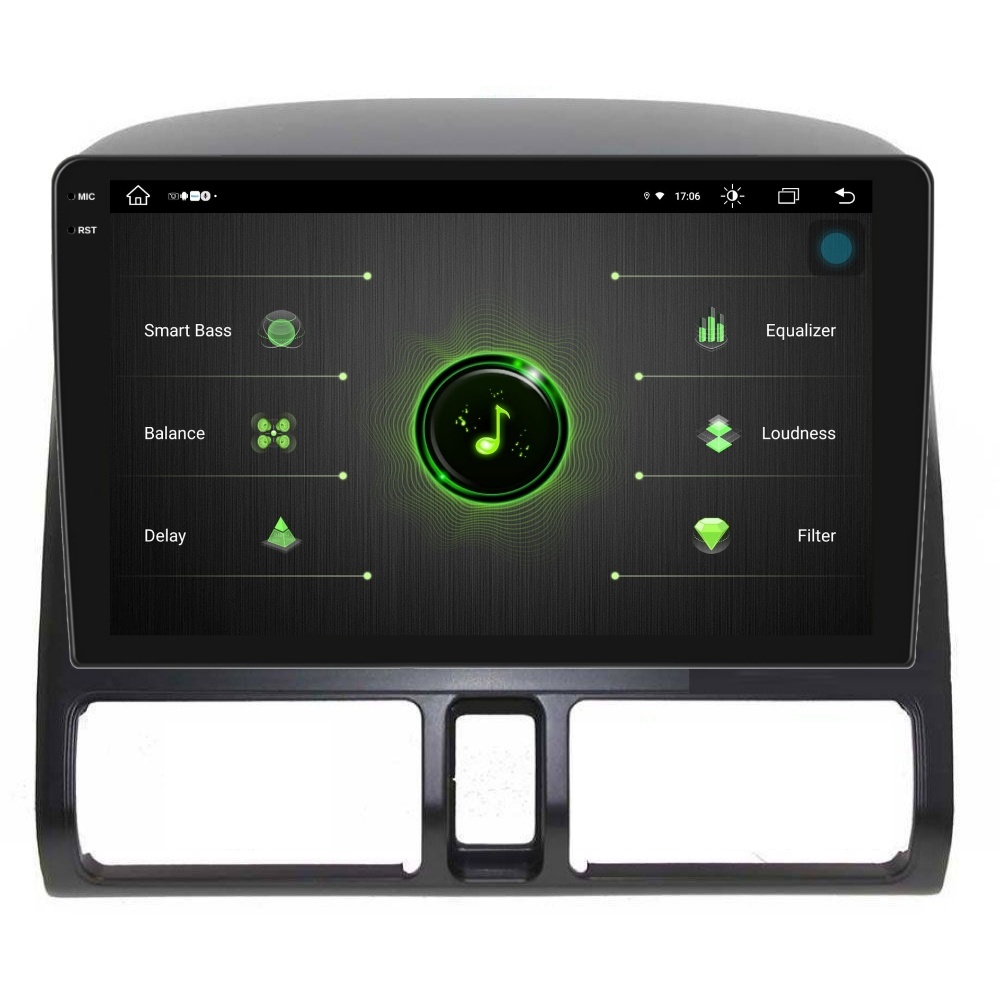 MIC
17:06
RST
Smart Bass
Equalizer
Balance
Loudness
Delay
Filter